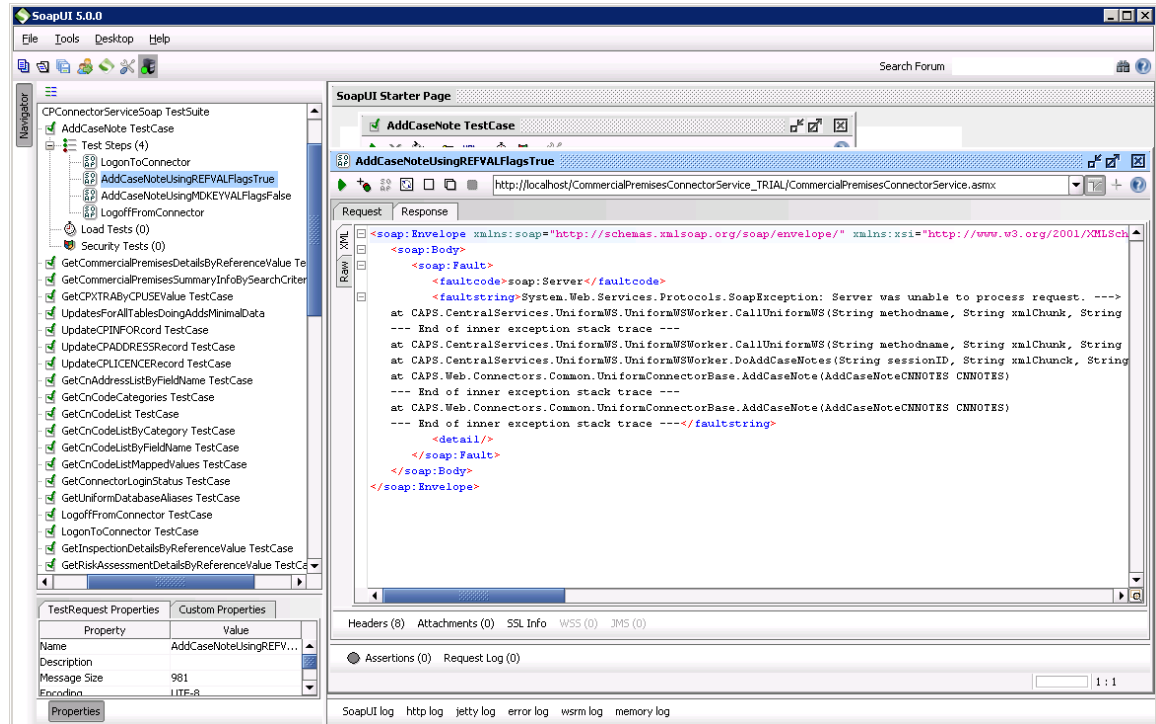 SoapUI 5.0.0
File Tools Desktop Help
Search Forum
Navigator
CPConnectorServiceSoap TestSuite
AddCaseNote TestCase
Test Steps (4)
LogonToConnector
AddCaseNoteUsingREFVALFlagsTrue
AddCaseNoteUsingMDKEYVALFlagsFalse
LogoffFromConnector
Load Tests (0)
Security Tests (0)
GetCommercialPremisesDetailsByReferenceValue Te
GetCommercialPremisesSummaryInfoBySearchCriter
GetCPXTRAByCPUSEValue TestCase
UpdatesForAllTablesDoingAddsMinimalData
UpdateCPINFORcord TestCase
UpdateCPADDRESSRecord TestCase
UpdateCPLICENCERecord TestCase
GetCnAddressListByFieldName TestCase
GetCnCodeCategories TestCase
GetCnCodeList TestCase
GetCnCodeListByCategory TestCase
GetCnCodeListByFieldName TestCase
GetCnCodeListMappedValues TestCase
GetConnectorLoginStatus TestCase
GetUniformDatabaseAliases TestCase
LogoffFromConnector TestCase
LogonToConnector TestCase
GetInspectionDetailsByReferenceValue TestCase
GetRiskAssessmentDetailsByReferenceValue TestCa
TestRequest Properties Custom Properties
Property Value
Name AddCaseNoteUsingREFV...
Description
Message Size 981
Encoding UTF-8
Properties
SoapUI Starter Page
AddCaseNote TestCase
AddCaseNoteUsingREFVALFlagsTrue
http://localhost/CommercialPremisesConnectorService_TRIAL/CommercialPremisesConnectorService.asmx
Request Response
XML
Raw
<soap:Envelope xmlns:soap="http://schemas.xmlsoap.org/soap/envelope/" xmlns:xsi="http://www.w3.org/2001/XMLSch
<soap:Body>
<soap:Fault>
<faultcode>soap:Server</faultcode>
<faultstring>System.Web.Services.Protocols.SoapException: Server was unable to process request. --->
at CAPS.CentralServices.UniformWS.UniformWSWorker.CallUniformWS(String methodname, String xmlChunk, String
--- End of inner exception stack trace ---
at CAPS.CentralServices.UniformWS.UniformWSWorker.CallUniformWS(String methodname, String xmlChunk, String
at CAPS.CentralServices.UniformWS.UniformWSWorker.DoAddCaseNotes(String sessionID, String xmlChunck, String
at CAPS.Web.Connectors.Common.UniformConnectorBase.AddCaseNote(AddCaseNoteCNNOTES CNNOTES)
--- End of inner exception stack trace ---
at CAPS.Web.Connectors.Common.UniformConnectorBase.AddCaseNote(AddCaseNoteCNNOTES CNNOTES)
--- End of inner exception stack trace ---</faultstring>
<detail/>
</soap:Fault>
</soap:Body>
</soap:Envelope>
Headers (8) Attachments (0) SSL Info WSS (0) JMS (0)
Assertions (0) Request Log (0)
1 : 1
SoapUI log http log jetty log error log wsrm log memory log